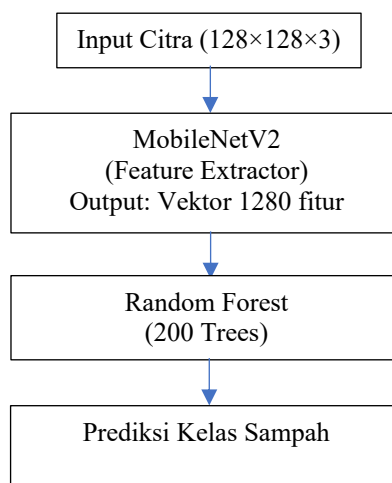 Input Citra (128×128×3)
MobileNetV2
(Feature Extractor)
Output: Vektor 1280 fitur
Random Forest
(200 Trees)
Prediksi Kelas Sampah